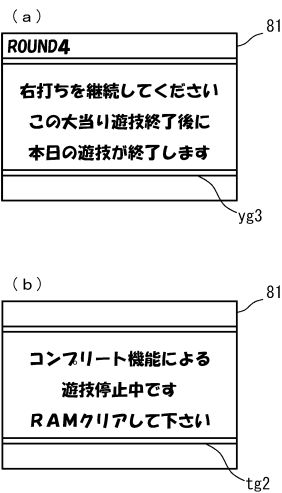 (a)
81
ROUND4
右打ちを継続してください
この大当り遊技終了後に
本日の遊技が終了します
yg3
(b)
81
コンプリート機能による
遊技停止中です
RAMクリアして下さい
tg2